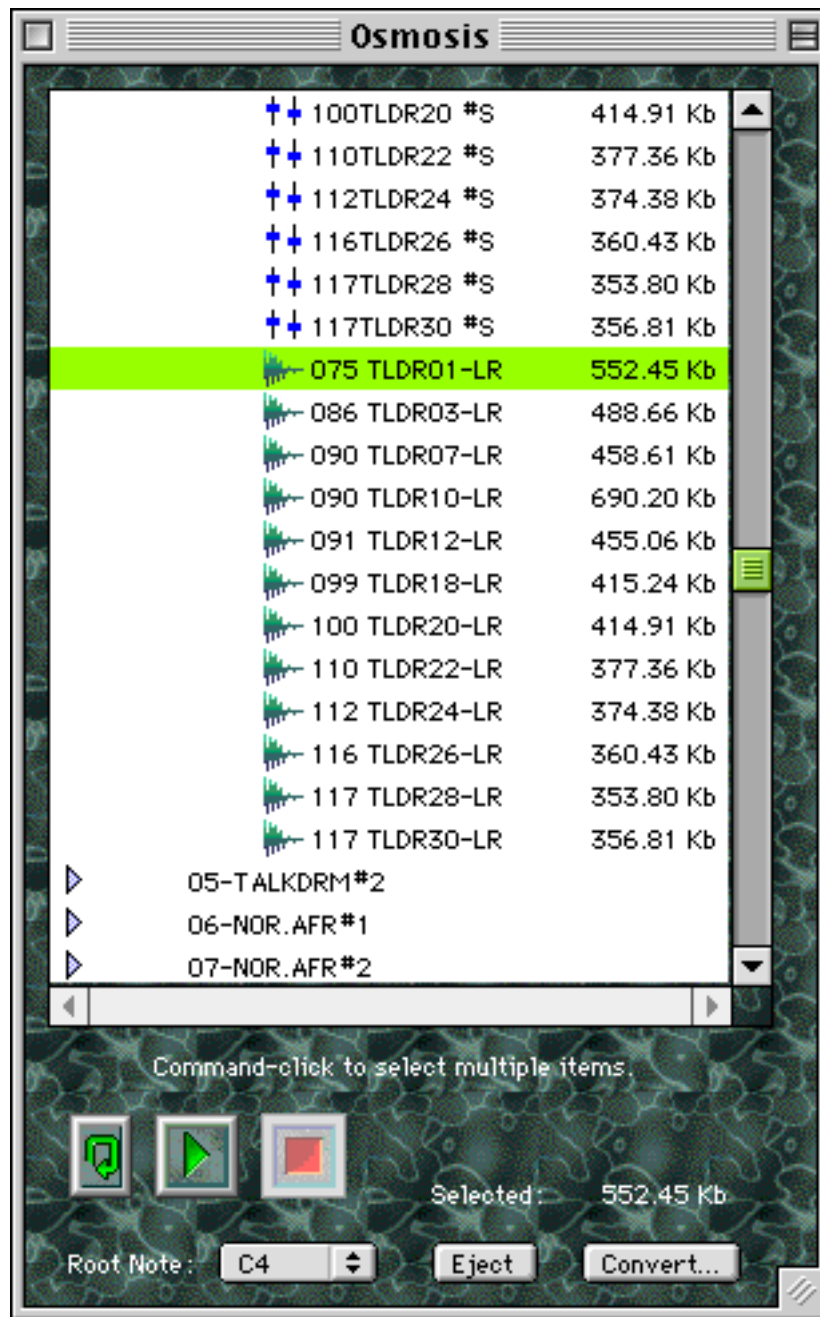 Osmosis
100TLDR20 #S 414.91 Kb
110TLDR22 #S 377.36 Kb
112TLDR24 #S 374.38 Kb
116TLDR26 #S 360.43 Kb
117TLDR28 #S 353.80 Kb
117TLDR30 #S 356.81 Kb
075 TLDR01-LR 552.45 Kb
086 TLDR03-LR 488.66 Kb
090 TLDR07-LR 458.61 Kb
090 TLDR10-LR 690.20 Kb
091 TLDR12-LR 455.06 Kb
099 TLDR18-LR 415.24 Kb
100 TLDR20-LR 414.91 Kb
110 TLDR22-LR 377.36 Kb
112 TLDR24-LR 374.38 Kb
116 TLDR26-LR 360.43 Kb
117 TLDR28-LR 353.80 Kb
117 TLDR30-LR 356.81 Kb
05-TALKDRM#2
06-NOR.AFR#1
07-NOR.AFR#2
Command-click to select multiple items.
Selected: 552.45 Kb
Root Note: C4 Eject Convert...